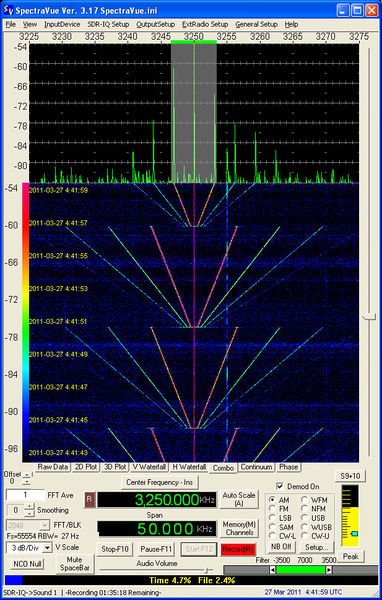 SpectraVue Ver. 3.17 SpectraVue.ini
File View InputDevice SDR-IQ Setup OutputSetup ExtRadio Setup General Setup Help
3225 3230 3235 3240 3245 3250 3255 3260 3265 3270 3275
-54
-60
-66
-72
-78
-84
-90
-54
2011-03-27 4:41:59
-60
2011-03-27 4:41:57
-66
2011-03-27 4:41:55
-72
2011-03-27 4:41:53
-78
2011-03-27 4:41:51
2011-03-27 4:41:49
-84
2011-03-27 4:41:47
-90
2011-03-27 4:41:45
-96
2011-03-27 4:41:43
Raw Data 2D Plot 3D Plot V Waterfall H Waterfall Combo Continuum Phase
Offset
0
Center Frequency - Ins
1 FFT Ave
R 3,250.000 KHz
Auto Scale (A)
0 Smoothing
Span
2048 FFT/BLK
50.000 KHz
Memory(M) Channels
Fs=55554 RBW= 27 Hz
3 dB/Div V Scale
Stop-F10 Pause-F11 Start-F12 Record(R)
NCO Null
Mute SpaceBar
Audio Volume
Demod On
S9+10
AM WFM
FM NFM
LSB USB
SAM WUSB
CW-L CW-U
NB Off Setup...
Peak
Filter -3500 7000 3500
Time 4.7% File 2.4%
SDR-IQ->Sound 1 -Recording 01:35:18 Remaining-
27 Mar 2011 4:41:59 UTC